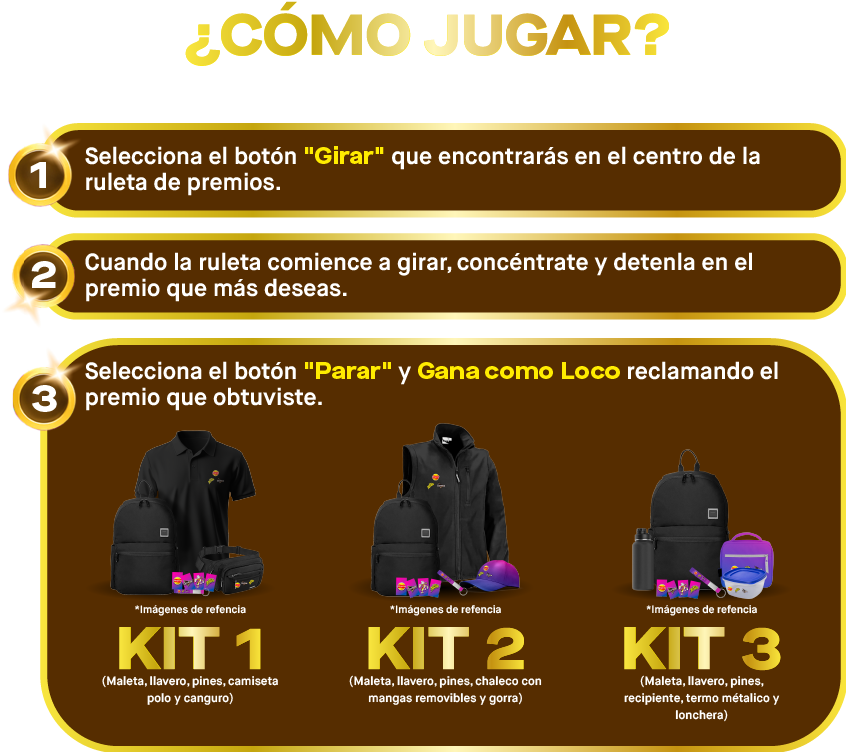 ¿CÓMO JUGAR?
1
Selecciona el botón "Girar" que encontrarás en el centro de la
ruleta de premios.
2
Cuando la ruleta comience a girar, concéntrate y detenla en el
premio que más deseas.
3
Selecciona el botón "Parar" y Gana como Loco reclamando el
premio que obtuviste.
*Imágenes de refencia
*Imágenes de refencia
*Imágenes de refencia
KIT 1
KIT 2
KIT 3
(Maleta, llavero, pines, camiseta
polo y canguro)
(Maleta, llavero, pines, chaleco con
mangas removibles y gorra)
(Maleta, llavero, pines,
recipiente, termo métalico y
lonchera)